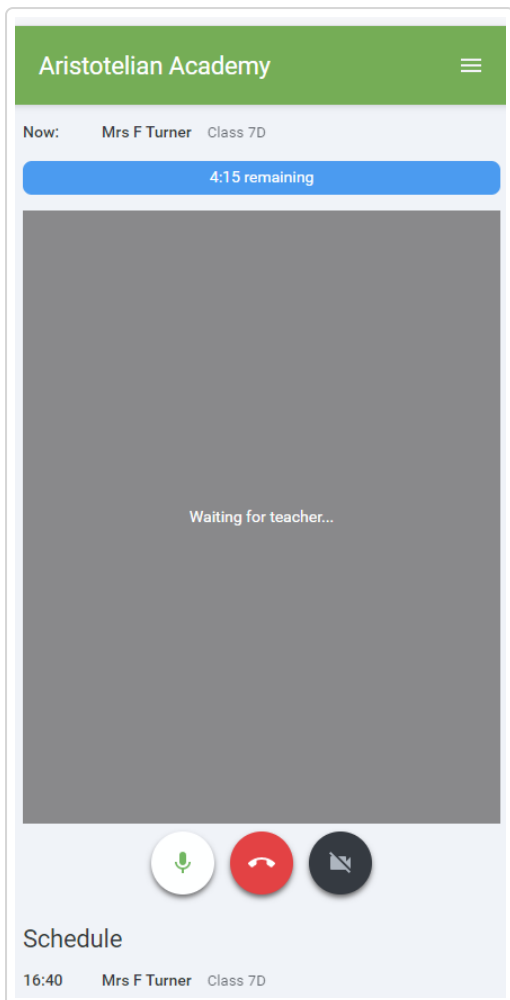 Aristotelian Academy
Now: Mrs F Turner Class 7D
4:15 remaining
Waiting for teacher...
Schedule
16:40 Mrs F Turner Class 7D